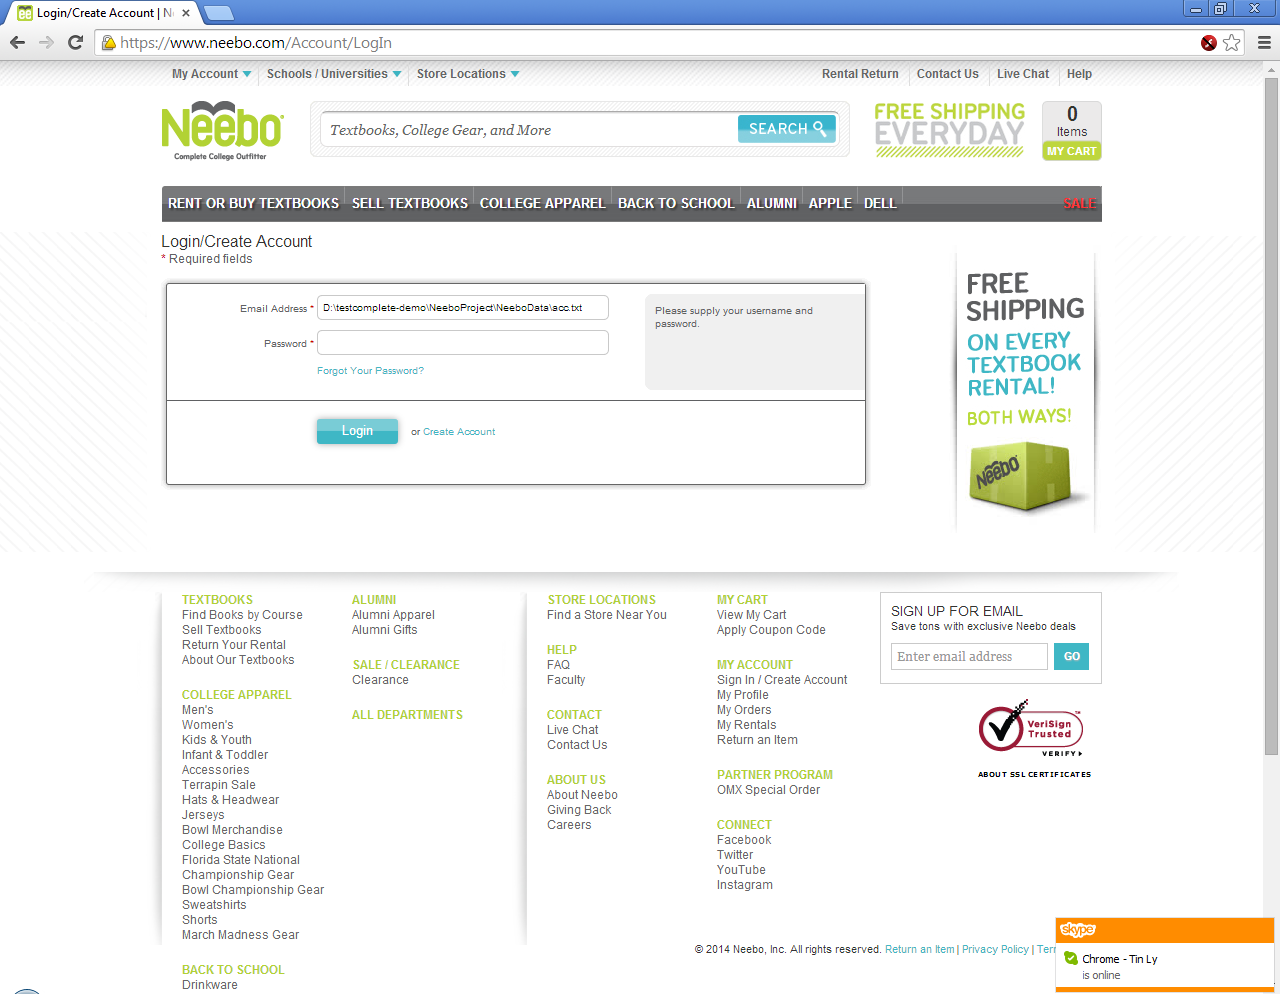 Login/Create Account | N
https://www.neebo.com/Account/LogIn
My Account
Schools / Universities
Store Locations
Rental Return
Contact Us
Live Chat
Help
Neebo
Complete College Outfitter
Textbooks, College Gear, and More
SEARCH
FREE SHIPPING
EVERYDAY
0
Items
MY CART
RENT OR BUY TEXTBOOKS
SELL TEXTBOOKS
COLLEGE APPAREL
BACK TO SCHOOL
ALUMNI
APPLE
DELL
SALE
Login/Create Account
* Required fields
Email Address *
D:\testcomplete-demo\NeeboProject\NeeboData\acc.txt
Password *
Forgot Your Password?
Please supply your username and
password.
Login
or Create Account
FREE
SHIPPING
ON EVERY
TEXTBOOK
RENTAL!
BOTH WAYS!
Neebo
TEXTBOOKS
Find Books by Course
Sell Textbooks
Return Your Rental
About Our Textbooks
COLLEGE APPAREL
Men's
Women's
Kids & Youth
Infant & Toddler
Accessories
Terrapin Sale
Hats & Headwear
Jerseys
Bowl Merchandise
College Basics
Florida State National
Championship Gear
Bowl Championship Gear
Sweatshirts
Shorts
March Madness Gear
BACK TO SCHOOL
Drinkware
ALUMNI
Alumni Apparel
Alumni Gifts
SALE / CLEARANCE
Clearance
ALL DEPARTMENTS
STORE LOCATIONS
Find a Store Near You
HELP
FAQ
Faculty
CONTACT
Live Chat
Contact Us
ABOUT US
About Neebo
Giving Back
Careers
MY CART
View My Cart
Apply Coupon Code
MY ACCOUNT
Sign In / Create Account
My Profile
My Orders
My Rentals
Return an Item
PARTNER PROGRAM
OMX Special Order
CONNECT
Facebook
Twitter
YouTube
Instagram
SIGN UP FOR EMAIL
Save tons with exclusive Neebo deals
Enter email address
GO
VeriSign
Trusted
VERIFY
ABOUT SSL CERTIFICATES
© 2014 Neebo, Inc. All rights reserved. Return an Item | Privacy Policy |
skype
Chrome - Tin Ly
is online